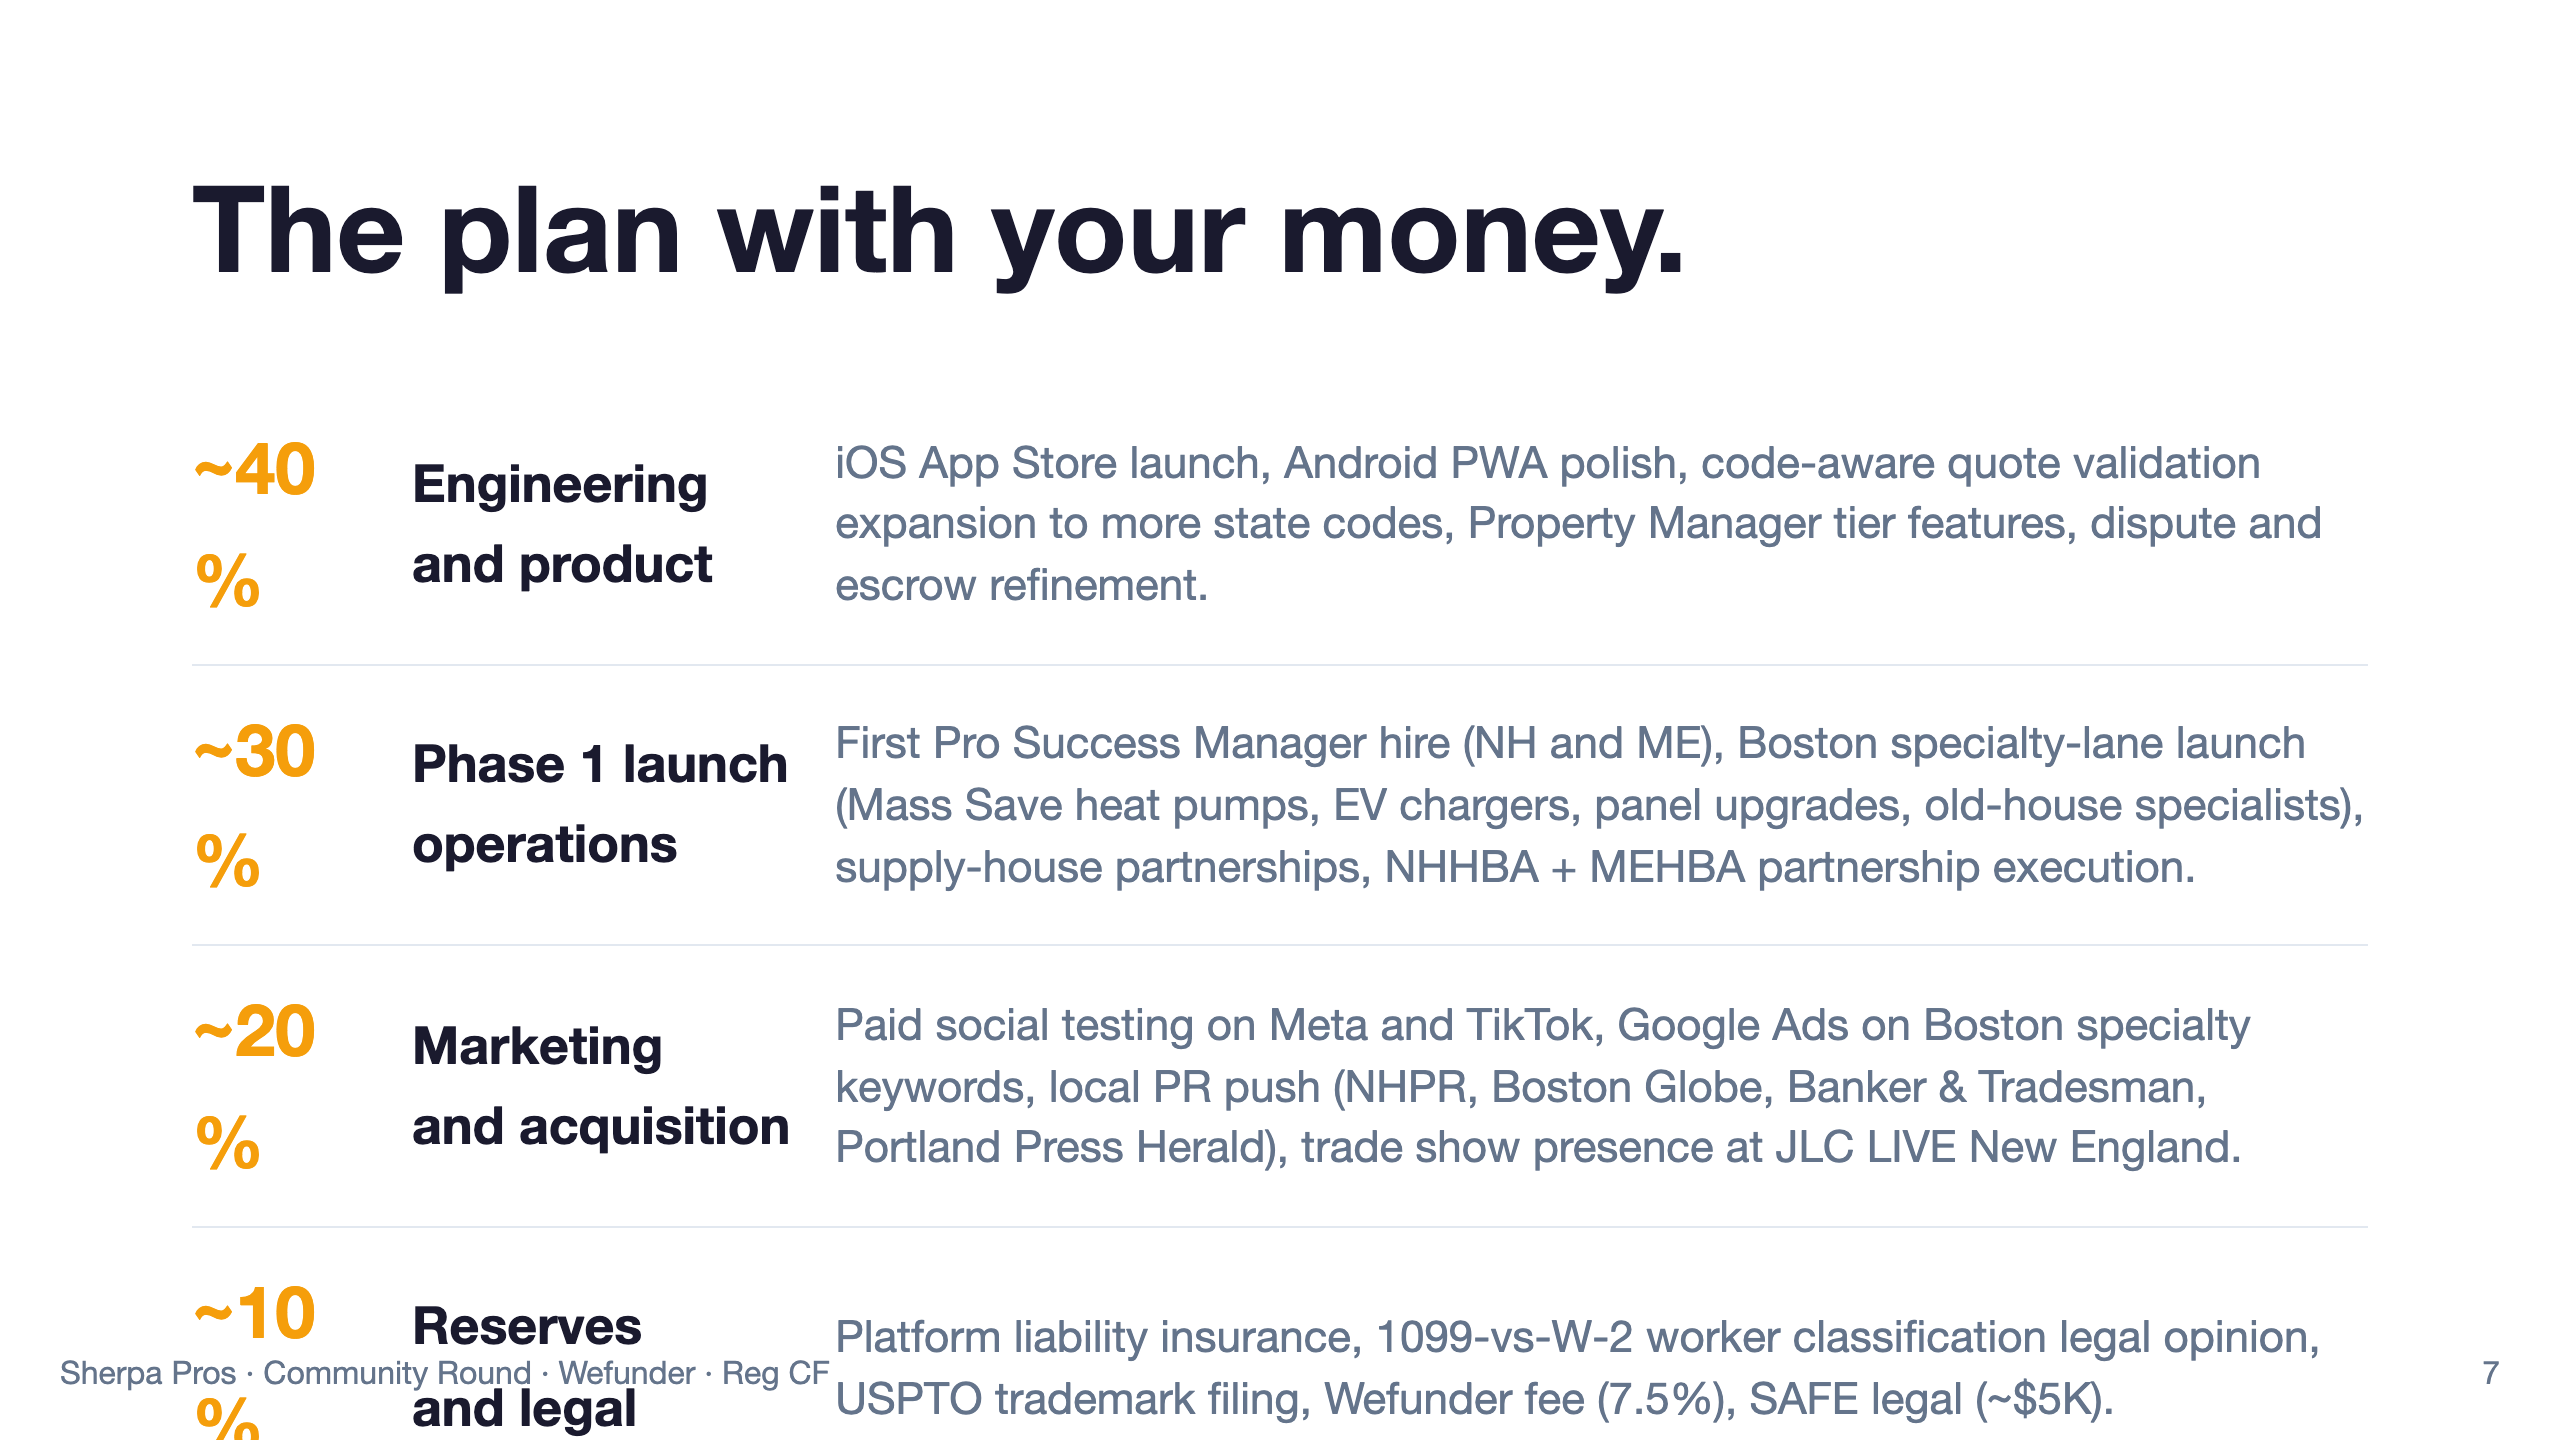 The plan with your money.
~40
%
Engineering
and product
iOS App Store launch, Android PWA polish, code-aware quote validation
expansion to more state codes, Property Manager tier features, dispute and
escrow refinement.
~30
%
Phase 1 launch
operations
First Pro Success Manager hire (NH and ME), Boston specialty-lane launch
(Mass Save heat pumps, EV chargers, panel upgrades, old-house specialists),
supply-house partnerships, NHHBA + MEHBA partnership execution.
~20
%
Marketing
and acquisition
Paid social testing on Meta and TikTok, Google Ads on Boston specialty
keywords, local PR push (NHPR, Boston Globe, Banker & Tradesman,
Portland Press Herald), trade show presence at JLC LIVE New England.
~10
%
Reserves
and legal
Platform liability insurance, 1099-vs-W-2 worker classification legal opinion,
USPTO trademark filing, Wefunder fee (7.5%), SAFE legal (~$5K).
Sherpa Pros · Community Round · Wefunder · Reg CF
7